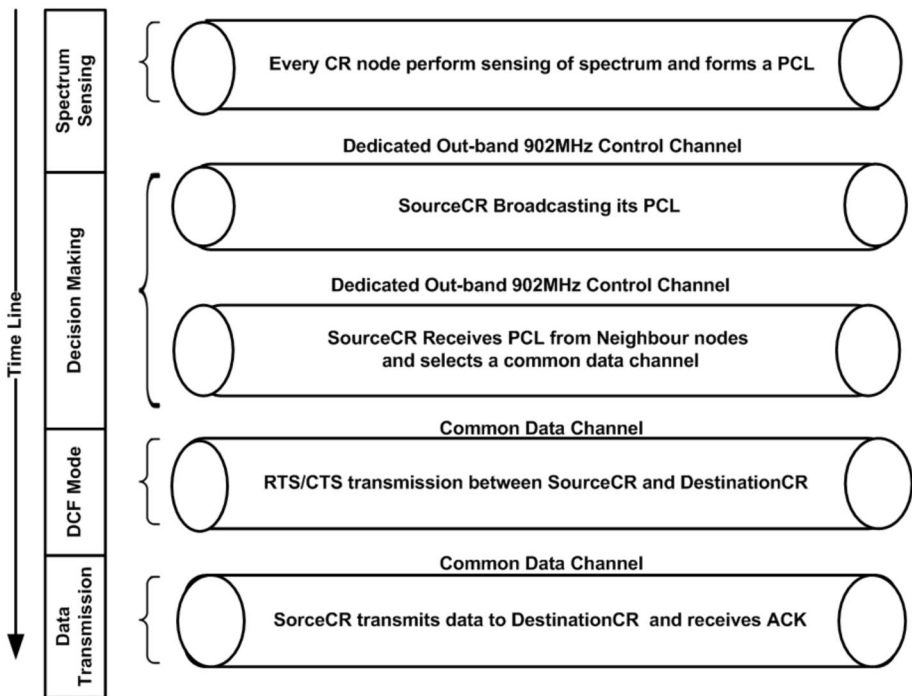 Time Line
Spectrum
Sensing
Every CR node perform sensing of spectrum and forms a PCL
Decision Making
Dedicated Out-band 902MHz Control Channel
SourceCR Broadcasting its PCL
Dedicated Out-band 902MHz Control Channel
SourceCR Receives PCL from Neighbour nodes
and selects a common data channel
DCF Mode
Common Data Channel
RTS/CTS transmission between SourceCR and DestinationCR
Data
Transmission
Common Data Channel
SorceCR transmits data to DestinationCR and receives ACK